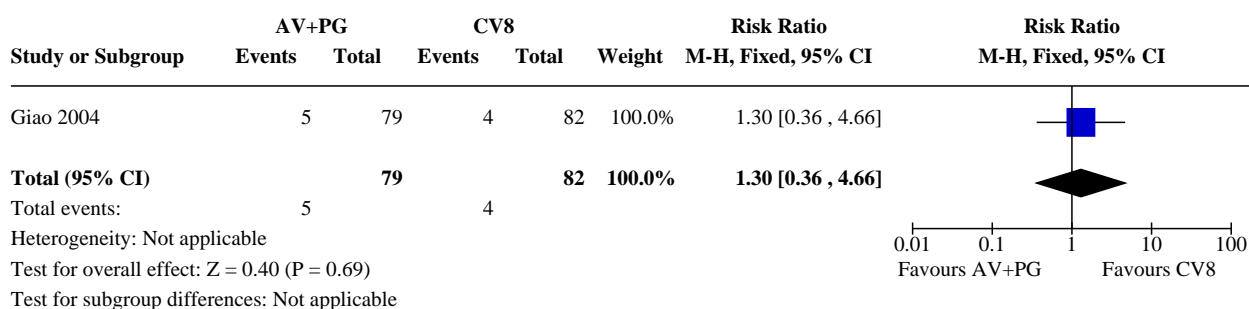 AV+PG CV8 Risk Ratio Risk Ratio
Study or Subgroup Events Total Events Total Weight M-H, Fixed, 95% CI M-H, Fixed, 95% CI
Giao 2004 5 79 4 82 100.0% 1.30 [0.36 , 4.66]
Total (95% CI) 79 82 100.0% 1.30 [0.36 , 4.66]
Total events: 5 4
Heterogeneity: Not applicable
Test for overall effect: Z = 0.40 (P = 0.69)
Test for subgroup differences: Not applicable
0.01 0.1 1 10 100
Favours AV+PG Favours CV8